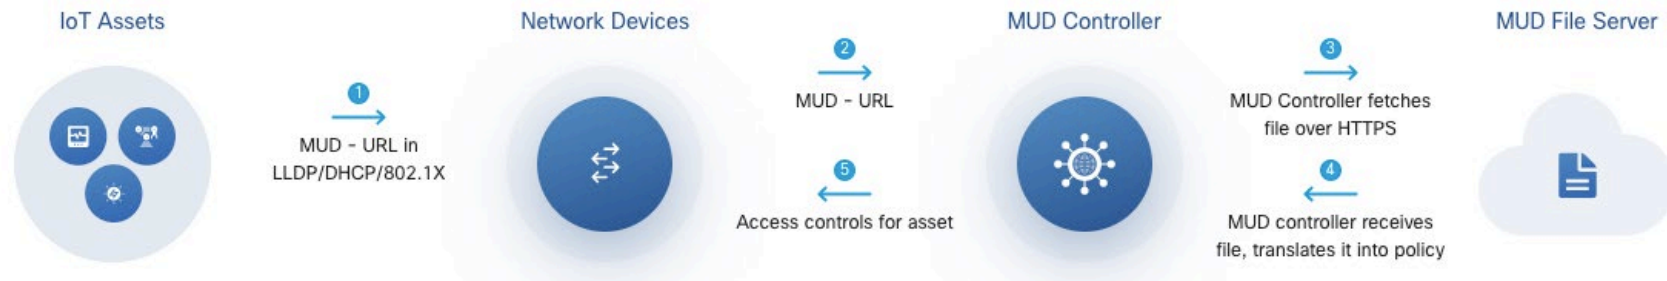 IoT Assets
Network Devices
MUD Controller
MUD File Server
1
MUD - URL in
LLDP/DHCP/802.1X
2
MUD - URL
3
MUD Controller fetches
file over HTTPS
4
MUD controller receives
file, translates it into policy
5
Access controls for asset